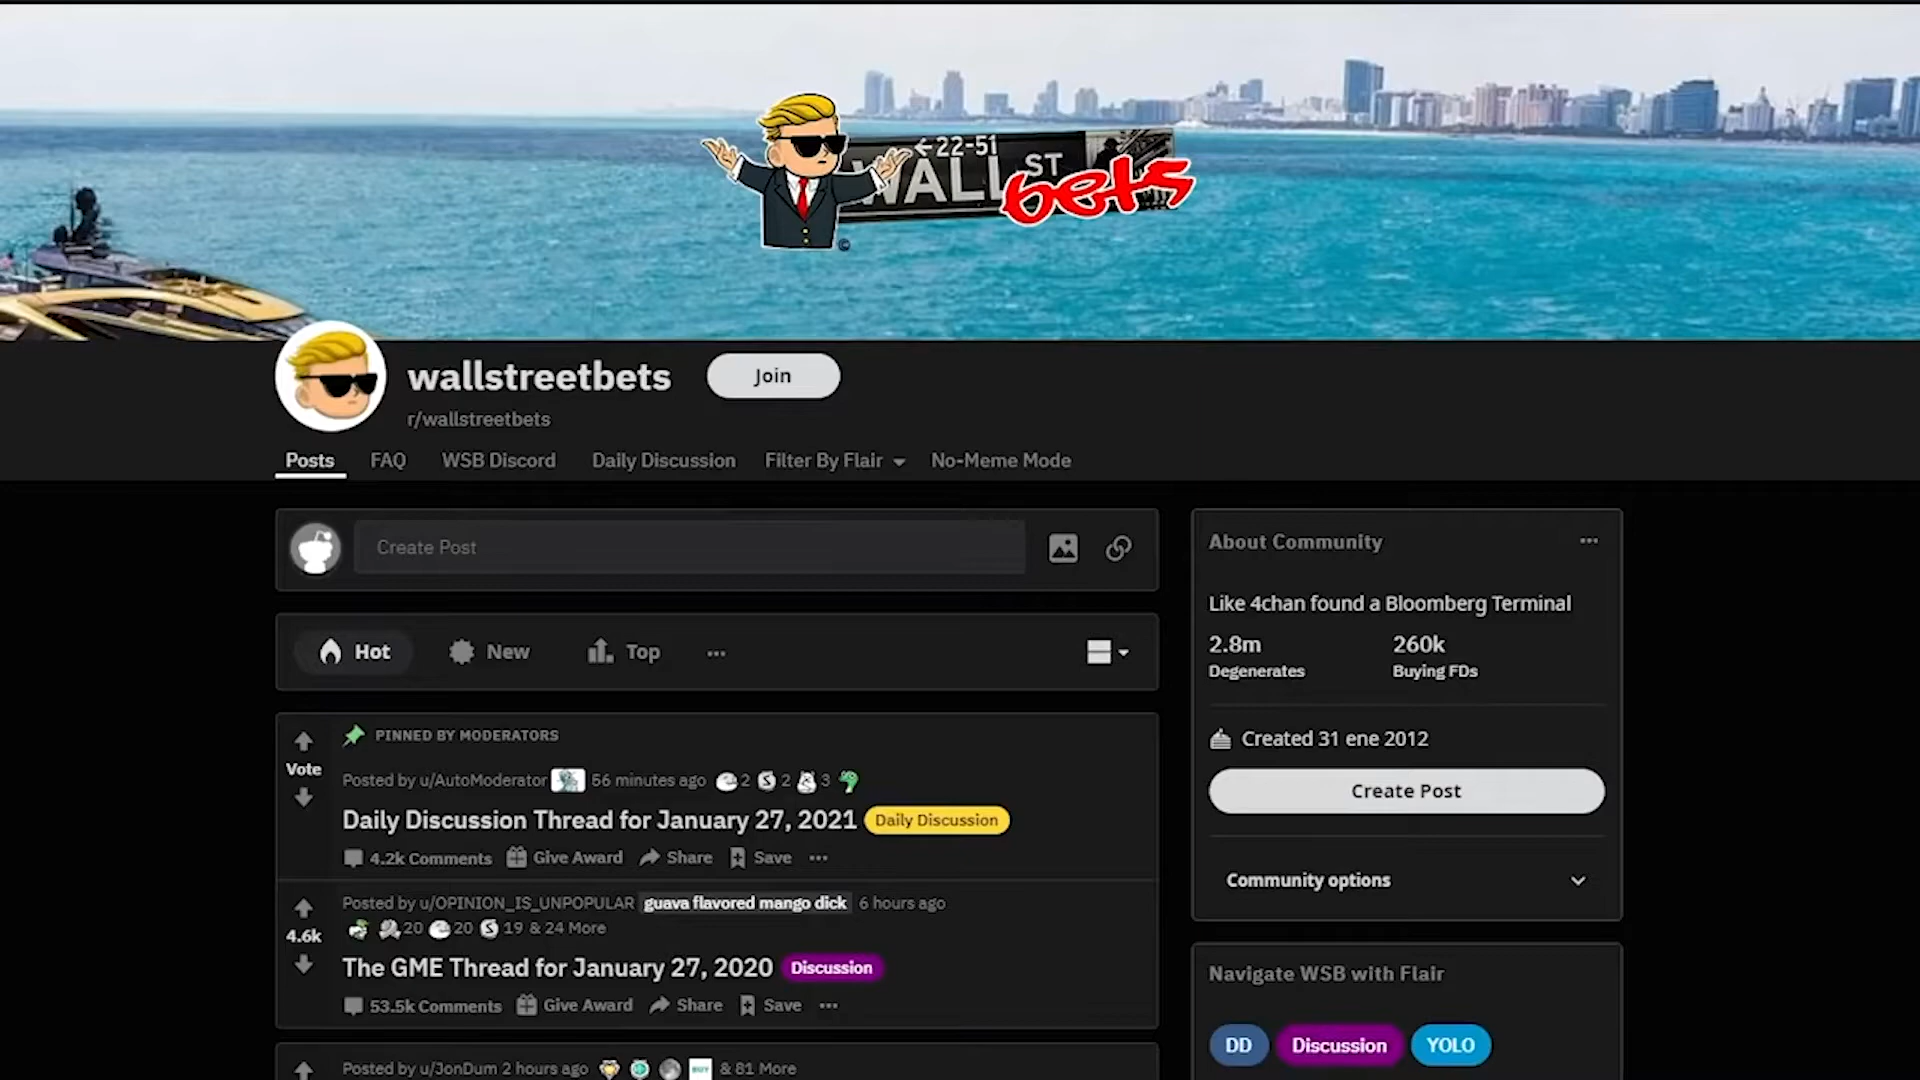 ←22-51
WALL ST
bets
©
wallstreetbets
Join
r/wallstreetbets
Posts FAQ WSB Discord Daily Discussion Filter By Flair No-Meme Mode
Create Post
Hot New Top ...
PINNED BY MODERATORS
Vote
Posted by u/AutoModerator 56 minutes ago 2 2 3
Daily Discussion Thread for January 27, 2021 Daily Discussion
4.2k Comments Give Award Share Save ...
Posted by u/OPINION_IS_UNPOPULAR guava flavored mango dick 6 hours ago
20 20 19 & 24 More
4.6k
The GME Thread for January 27, 2020 Discussion
53.5k Comments Give Award Share Save ...
Posted by u/JonDum 2 hours ago BUY & 81 More
About Community ...
Like 4chan found a Bloomberg Terminal
2.8m 260k
Degenerates Buying FDs
Created 31 ene 2012
Create Post
Community options
Navigate WSB with Flair
DD Discussion YOLO